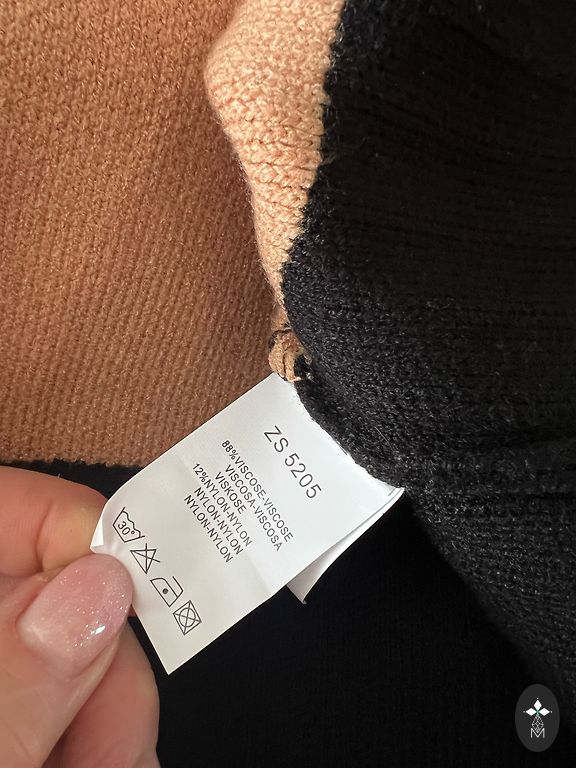 ZS 5205
88%VISCOSE-VISCOSE
VISCOSA-VISCOSA
VISKOSE
12%NYLON-NYLON
NYLON-NYLON
NYLON-NYLON
30°
M